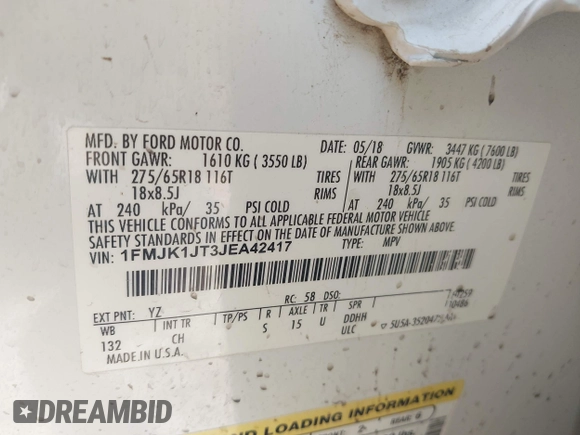 MFD. BY FORD MOTOR CO.
DATE: 05/18 GVWR: 3447 KG ( 7600 LB)
FRONT GAWR: 1610 KG ( 3550 LB) REAR GAWR: 1905 KG ( 4200 LB)
WITH 275/65R18 116T TIRES WITH 275/65R18 116T TIRES
18x8.5J RIMS 18x8.5J RIMS
AT 240 kPa/ 35 PSI COLD AT 240 kPa/ 35 PSI COLD
THIS VEHICLE CONFORMS TO ALL APPLICABLE FEDERAL MOTOR VEHICLE
SAFETY STANDARDS IN EFFECT ON THE DATE OF MANUFACTURE SHOWN ABOVE.
VIN: 1FMJK1JT3JEA42417 TYPE: MPV
EXT PNT: YZ RC: 58 DSO:
WB INT TR TP/PS R AXLE TR SPR
132 CH S 15 U DDHH
MADE IN U.S.A. ULC
AND LOADING INFORMATION
DREAMBID